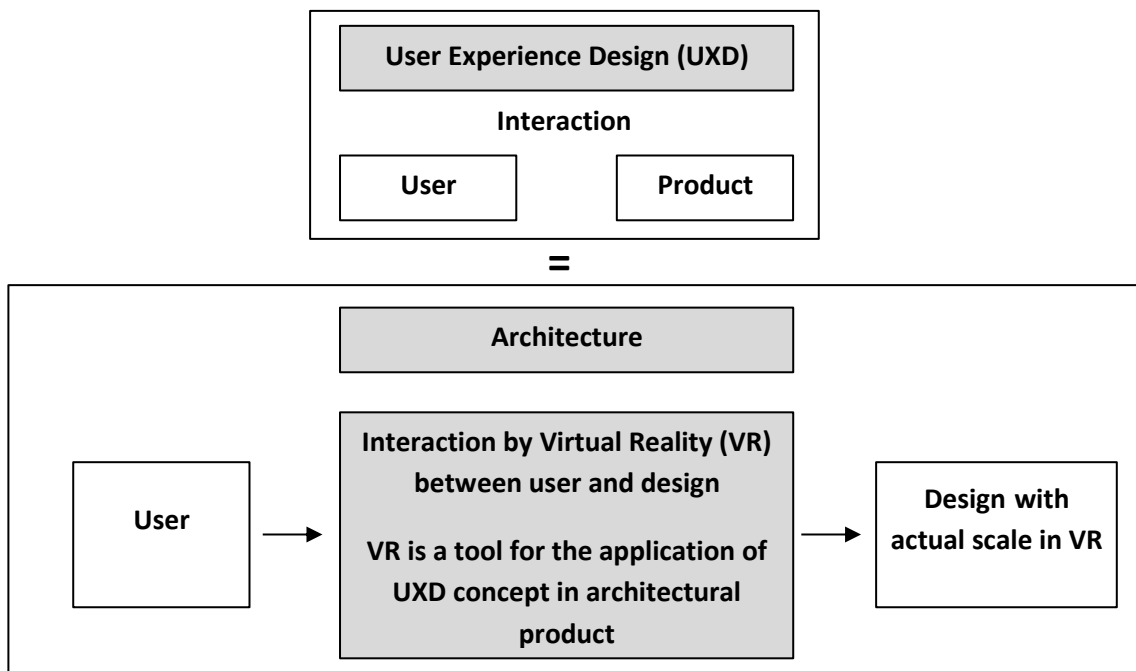 User Experience Design (UXD)
Interaction
User
Product
=
Architecture
User
Interaction by Virtual Reality (VR)
between user and design
VR is a tool for the application of
UXD concept in architectural
product
Design with
actual scale in VR